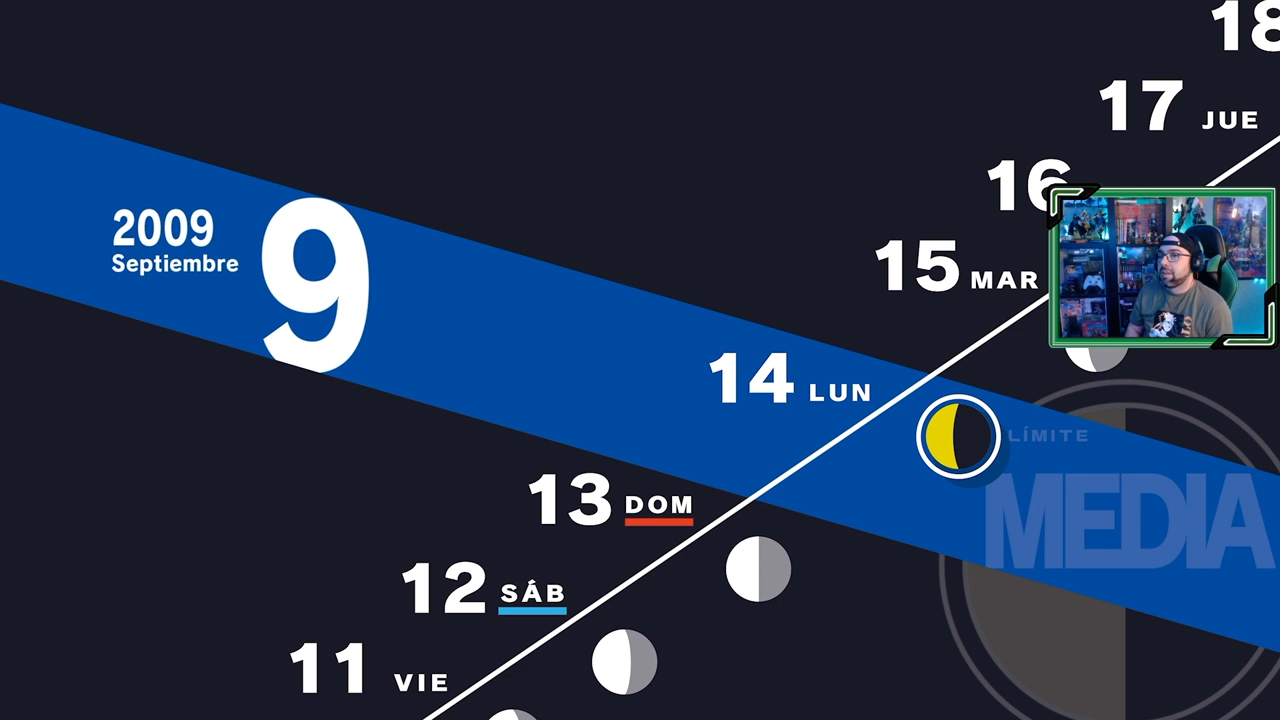 18
17 JUE
16
15 MAR
2009
Septiembre
9
14 LUN
LÍMITE
MEDIA
13 DOM
12 SÁB
11 VIE